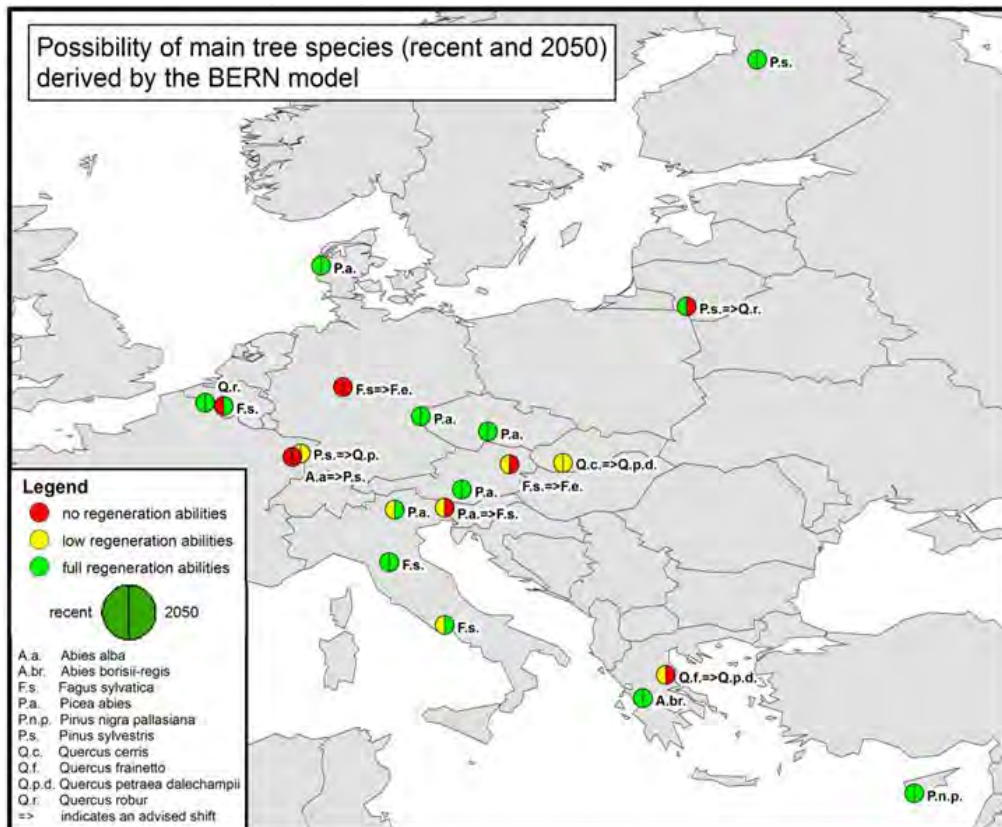 Possibility of main tree species (recent and 2050)
derived by the BERN model
P.s.
P.a.
P.s.=>Q.r.
F.s=>F.e.
Q.r.
F.s.
P.a.
P.a.
P.s.=>Q.p.
A.a=>P.s.
Q.c.=>Q.p.d.
F.s.=>F.e.
P.a.
P.a.
P.a.=>F.s.
F.s.
F.s.
Q.f.=>Q.p.d.
A.br.
P.n.p.
Legend
no regeneration abilities
low regeneration abilities
full regeneration abilities
recent 2050
A.a. Abies alba
A.br. Abies borisii-regis
F.s. Fagus sylvatica
P.a. Picea abies
P.n.p. Pinus nigra pallasiana
P.s. Pinus sylvestris
Q.c. Quercus cerris
Q.f. Quercus frainetto
Q.p.d. Quercus petraea dalechampii
Q.r. Quercus robur
=> indicates an advised shift